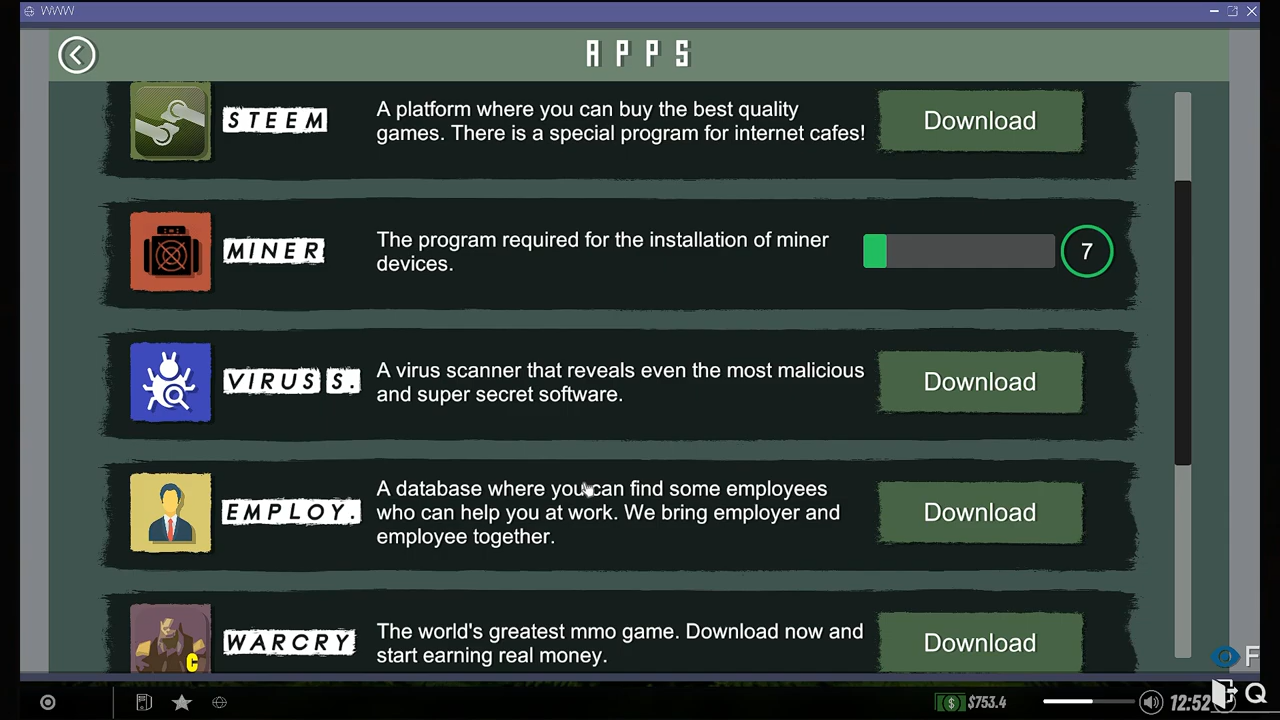 WWW
APPS
STEEM
A platform where you can buy the best quality
games. There is a special program for internet cafes!
Download
MINER
The program required for the installation of miner
devices.
7
VIRUS S.
A virus scanner that reveals even the most malicious
and super secret software.
Download
EMPLOY.
A database where you can find some employees
who can help you at work. We bring employer and
employee together.
Download
WARCRY
C
The world's greatest mmo game. Download now and
start earning real money.
Download
F
$753.4
12:52
Q